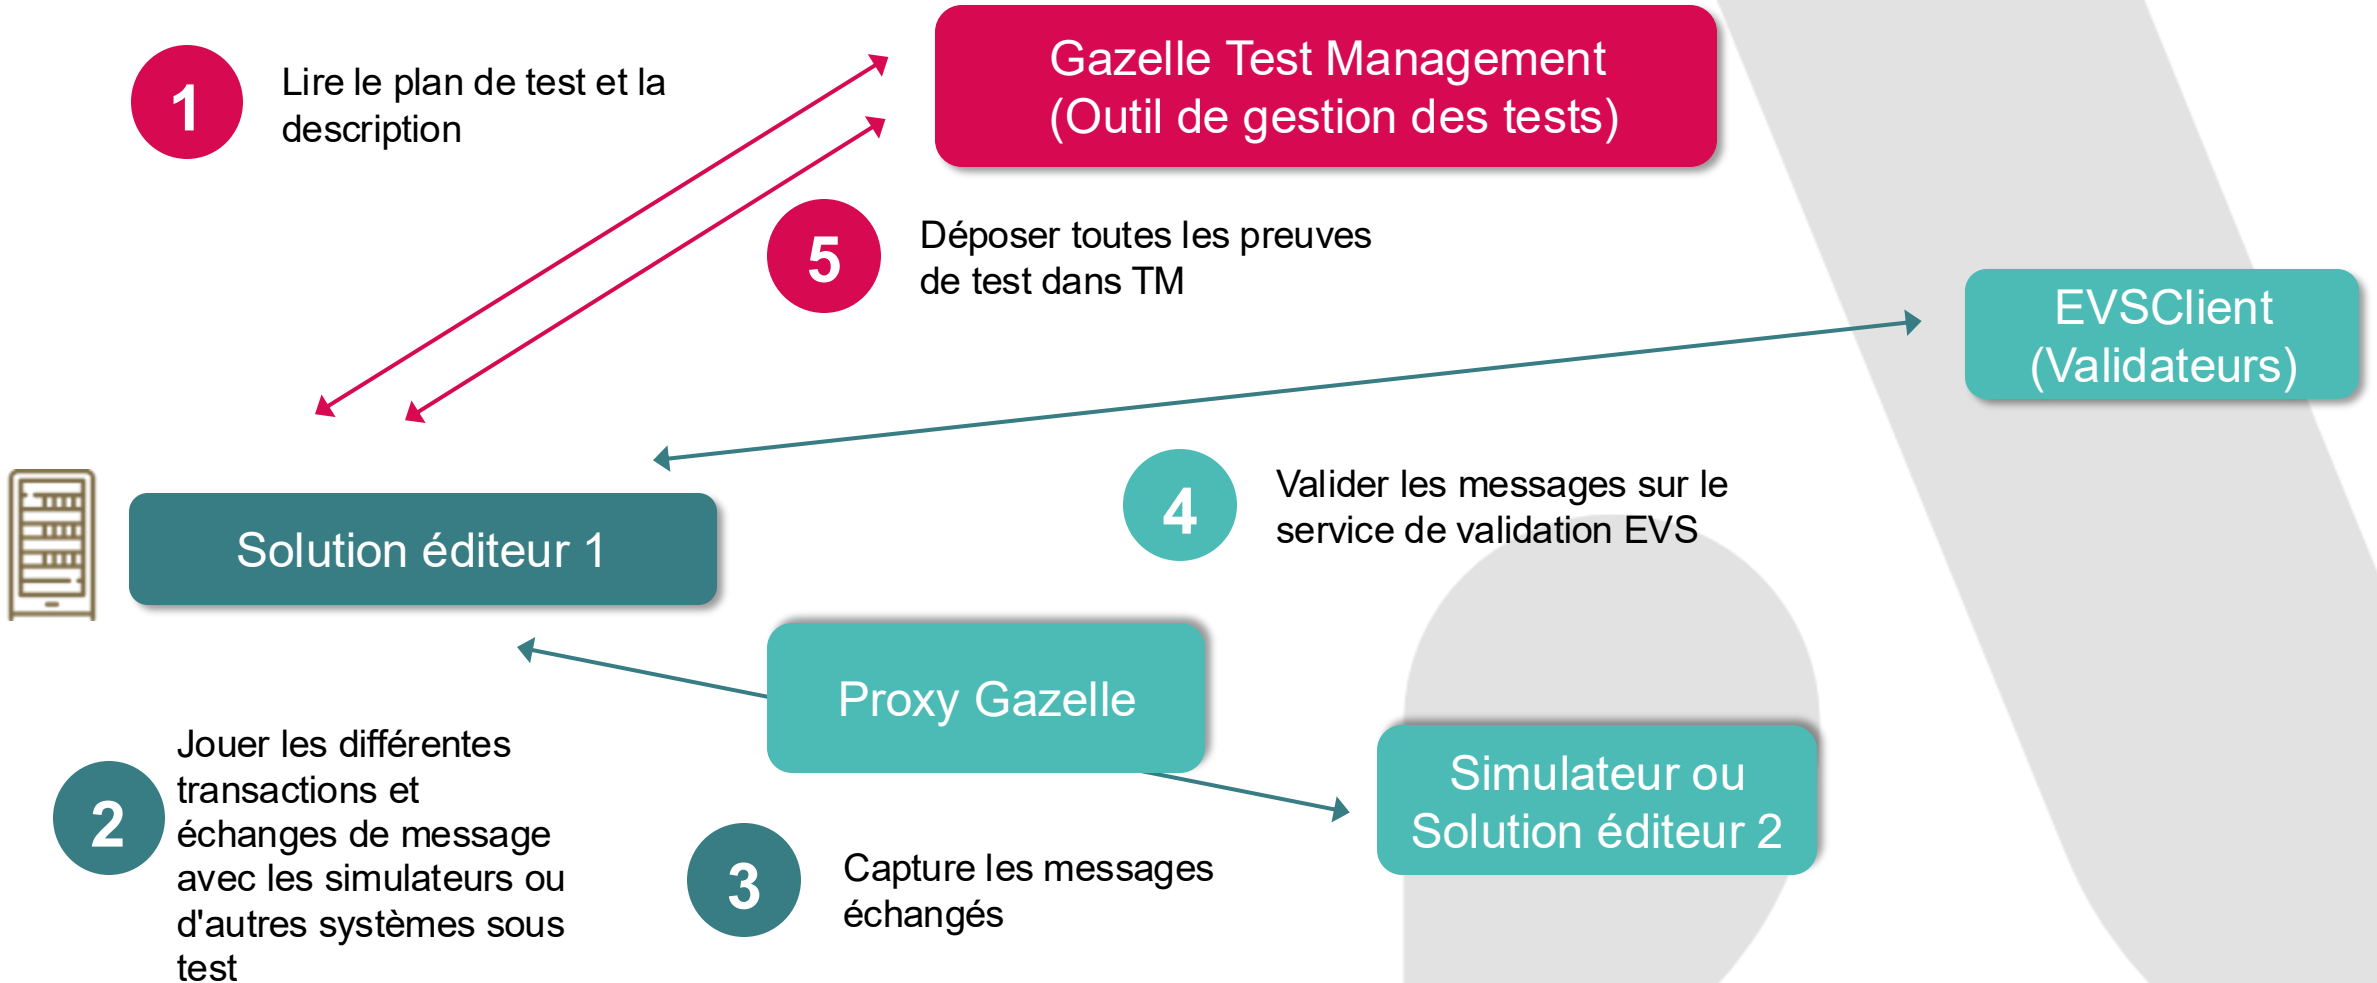 1
Lire le plan de test et la
description
Gazelle Test Management
(Outil de gestion des tests)
5
Déposer toutes les preuves
de test dans TM
EVSClient
(Validateurs)
4
Valider les messages sur le
service de validation EVS
Solution éditeur 1
Proxy Gazelle
Simulateur ou
Solution éditeur 2
2
Jouer les différentes
transactions et
échanges de message
avec les simulateurs ou
d'autres systèmes sous
test
3
Capture les messages
échangés